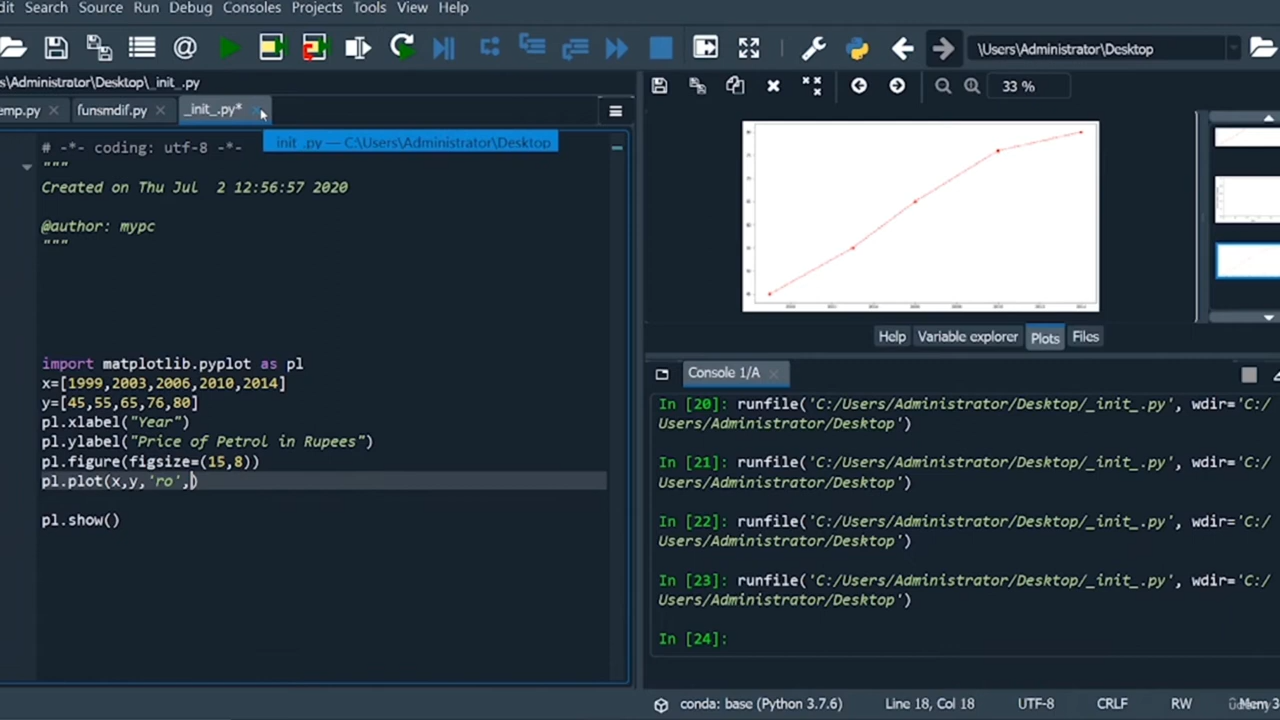 dit Search Source Run Debug Consoles Projects Tools View Help
\Users\Administrator\Desktop
s\Administrator\Desktop\_init_.py
emp.py
funsmdif.py
_init_.py*
33 %
init .py — C:\Users\Administrator\Desktop
# -*- coding: utf-8 -*-
"""
Created on Thu Jul  2 12:56:57 2020
@author: mypc
"""
import matplotlib.pyplot as pl
x=[1999,2003,2006,2010,2014]
y=[45,55,65,76,80]
pl.xlabel("Year")
pl.ylabel("Price of Petrol in Rupees")
pl.figure(figsize=(15,8))
pl.plot(x,y,'ro',)
pl.show()
Help Variable explorer Plots Files
Console 1/A
In [20]: runfile('C:/Users/Administrator/Desktop/_init_.py', wdir='C:/
Users/Administrator/Desktop')
In [21]: runfile('C:/Users/Administrator/Desktop/_init_.py', wdir='C:/
Users/Administrator/Desktop')
In [22]: runfile('C:/Users/Administrator/Desktop/_init_.py', wdir='C:/
Users/Administrator/Desktop')
In [23]: runfile('C:/Users/Administrator/Desktop/_init_.py', wdir='C:/
Users/Administrator/Desktop')
In [24]:
conda: base (Python 3.7.6) Line 18, Col 18 UTF-8 CRLF RW